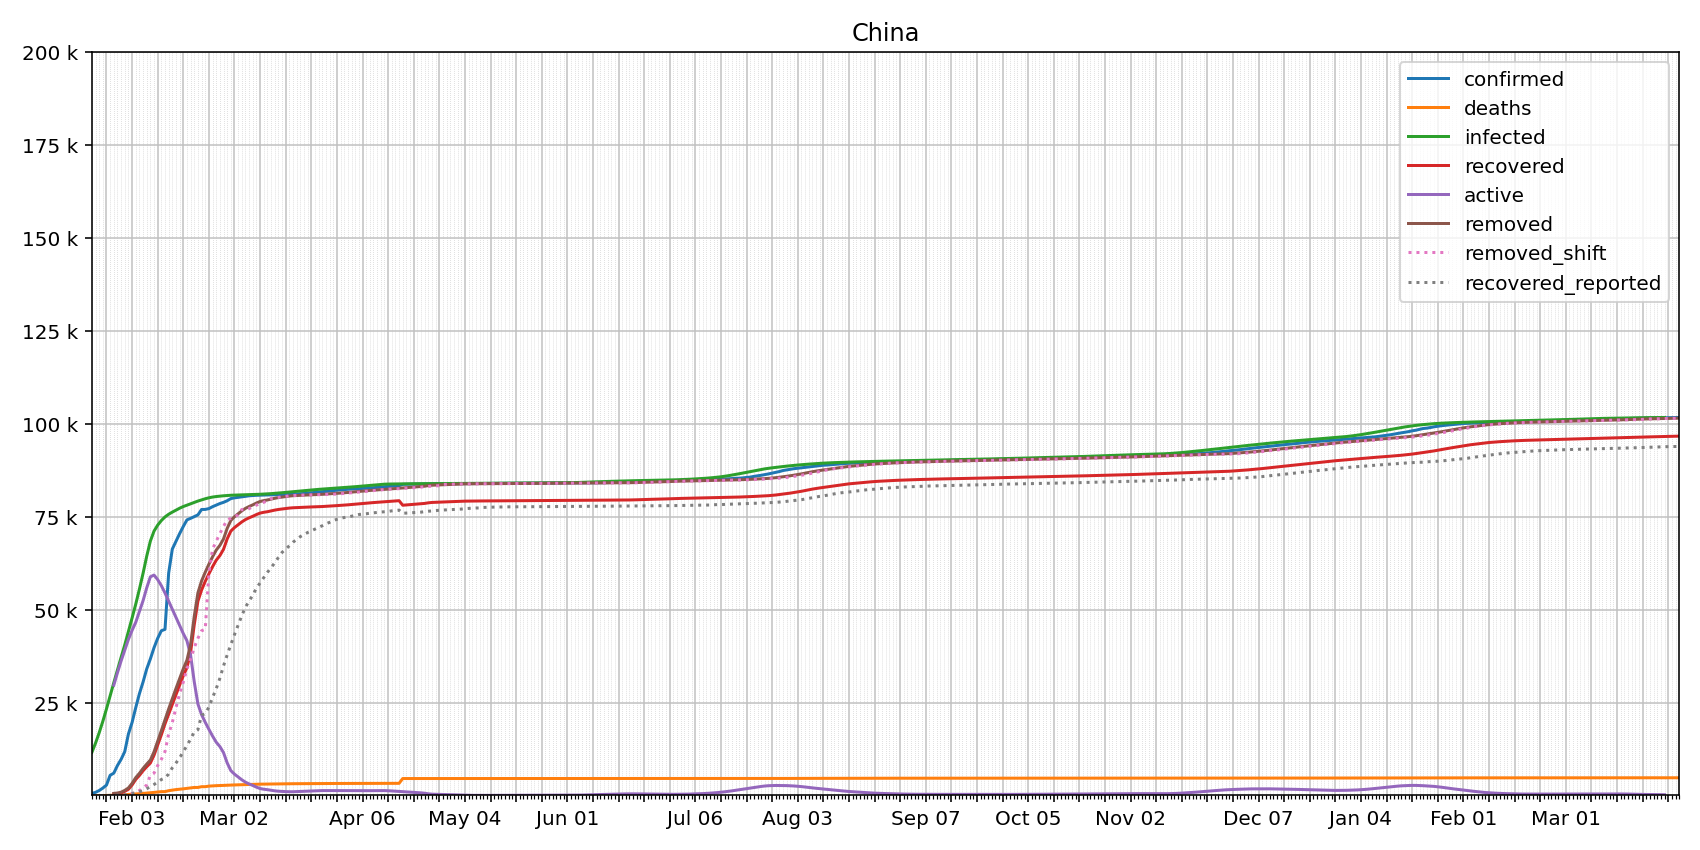 China
200 k
175 k
150 k
125 k
100 k
75 k
50 k
25 k
confirmed
deaths
infected
recovered
active
removed
removed_shift
recovered_reported
Feb 03 Mar 02 Apr 06 May 04 Jun 01 Jul 06 Aug 03 Sep 07 Oct 05 Nov 02 Dec 07 Jan 04 Feb 01 Mar 01